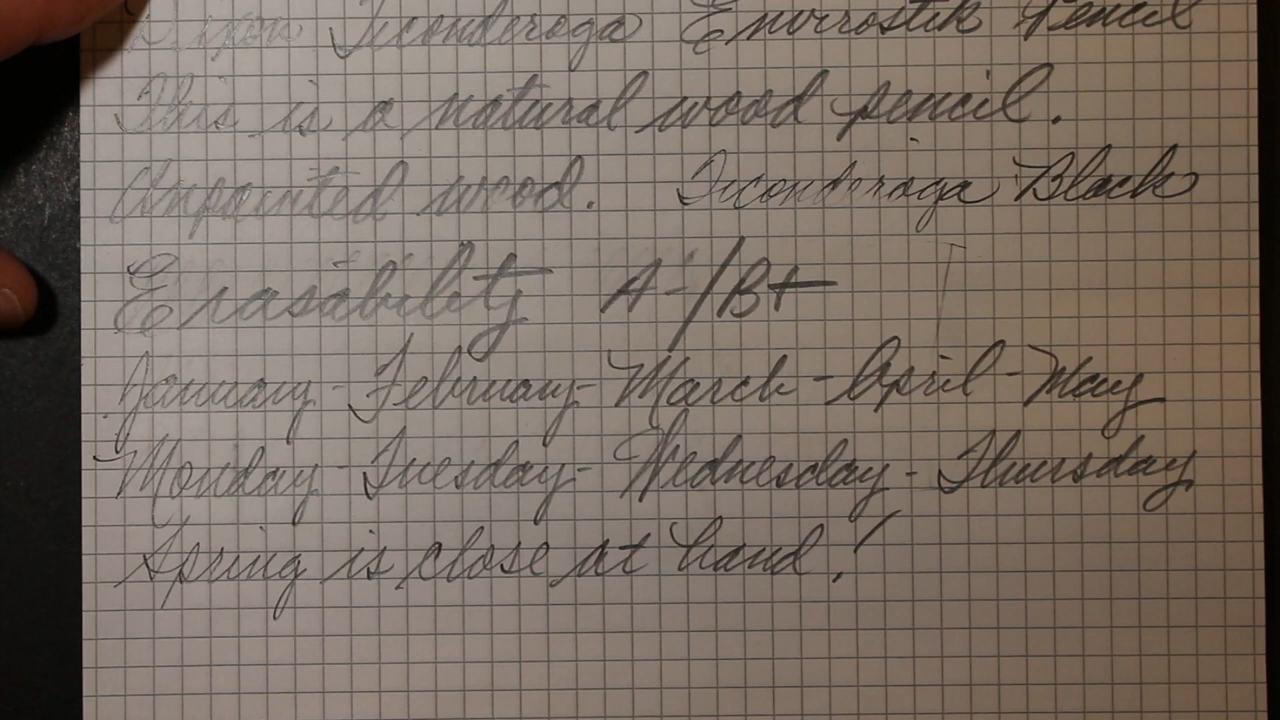 Dixon Ticonderoga Envirostik Pencil
This is a natural wood pencil.
Unpainted wood. Ticonderoga Black
Erasability A-/B+
January - February - March - April - May
Monday - Tuesday - Wednesday - Thursday
Spring is close at hand!